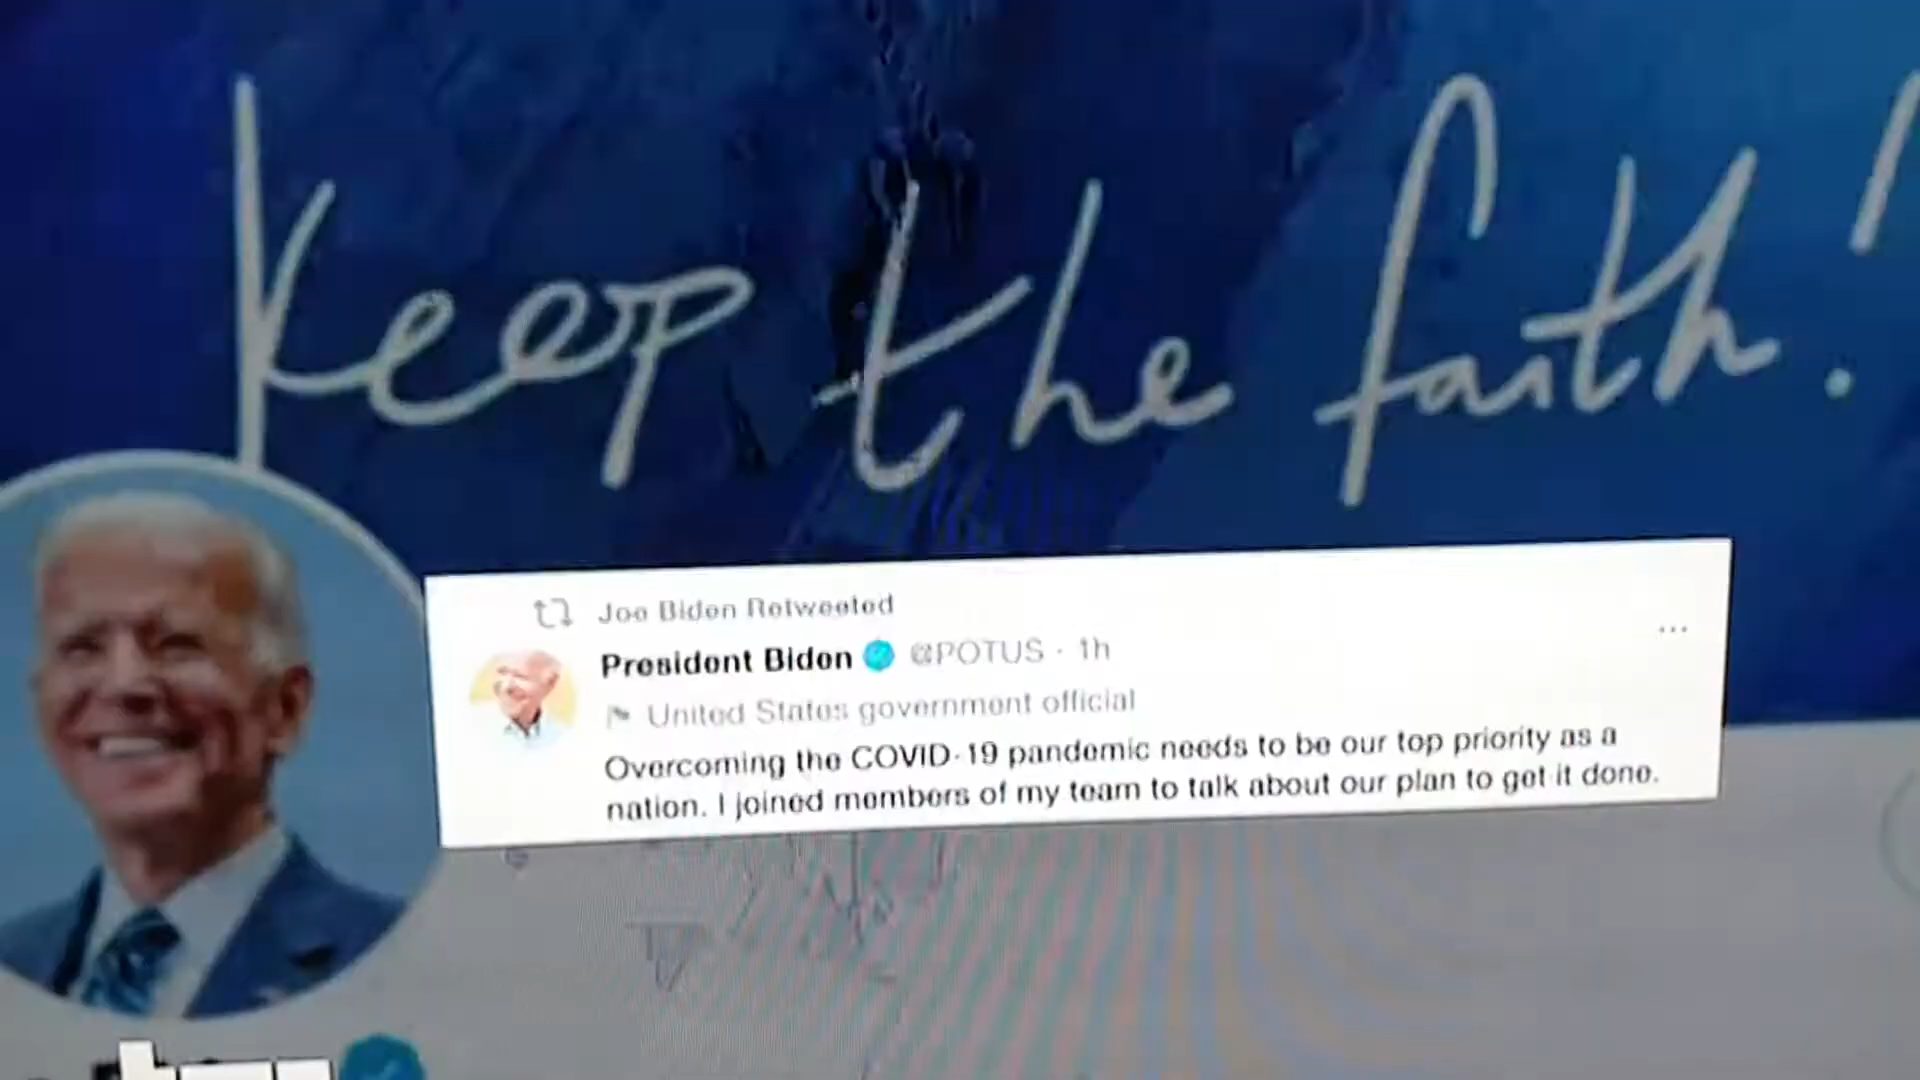 Keep the faith!
Joe Biden Retweeted
President Biden @POTUS · 1h ...
United States government official
Overcoming the COVID-19 pandemic needs to be our top priority as a
nation. I joined members of my team to talk about our plan to get it done.